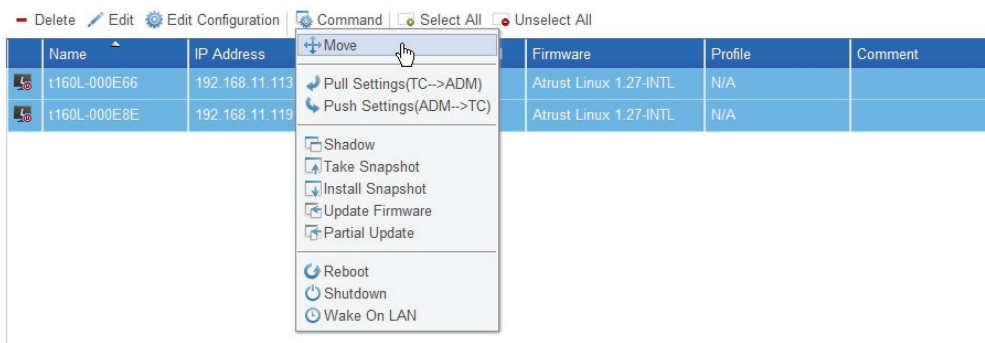 Delete Edit Edit Configuration Command Select All Unselect All
Name IP Address Firmware Profile Comment
t160L-000E66 192.168.11.113 Atrust Linux 1.27-INTL N/A
t160L-000E8E 192.168.11.119 Atrust Linux 1.27-INTL N/A
Move
Pull Settings(TC-->ADM)
Push Settings(ADM-->TC)
Shadow
Take Snapshot
Install Snapshot
Update Firmware
Partial Update
Reboot
Shutdown
Wake On LAN